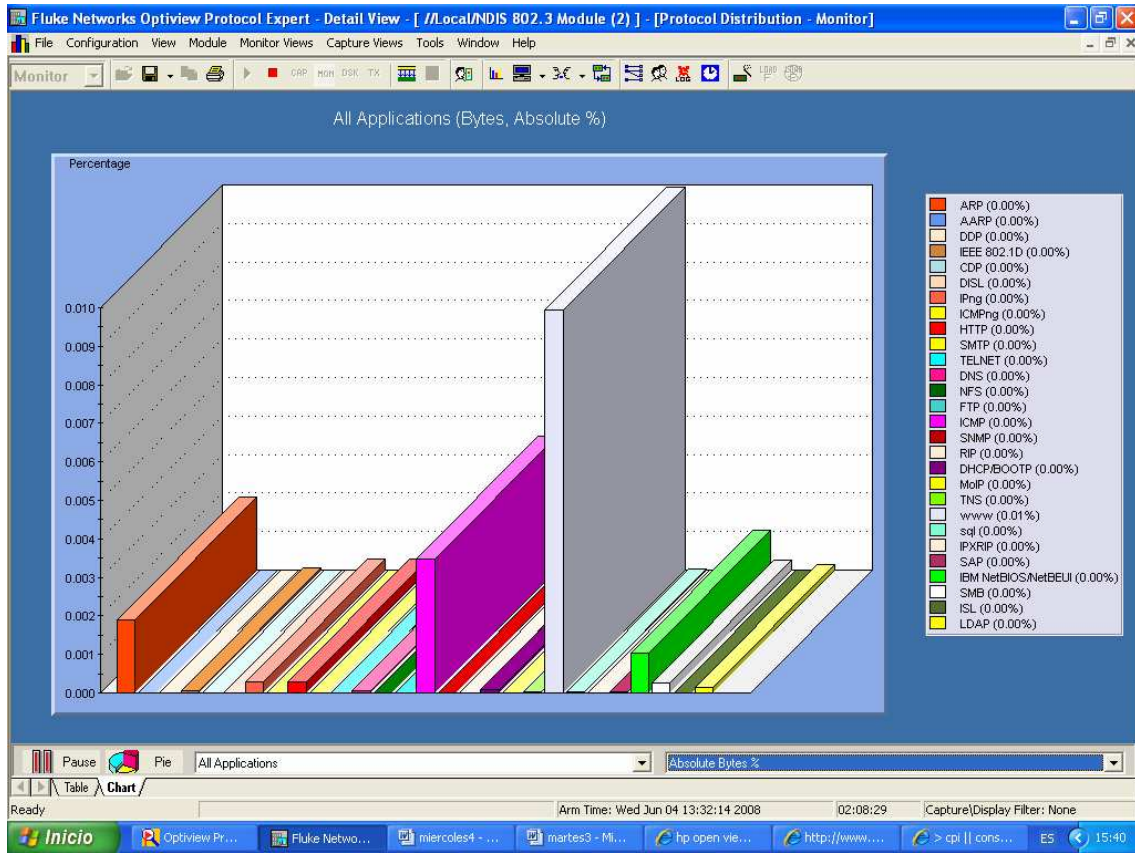 Fluke Networks Optiview Protocol Expert - Detail View - [ //Local/NDIS 802.3 Module (2) ] - [Protocol Distribution - Monitor]
File Configuration View Module Monitor Views Capture Views Tools Window Help
Monitor CAP MON DSK TX LOAD
All Applications (Bytes, Absolute %)
Percentage
0.010
0.009
0.008
0.007
0.006
0.005
0.004
0.003
0.002
0.001
0.000
ARP (0.00%)
AARP (0.00%)
DDP (0.00%)
IEEE 802.1D (0.00%)
CDP (0.00%)
DISL (0.00%)
IPng (0.00%)
ICMPng (0.00%)
HTTP (0.00%)
SMTP (0.00%)
TELNET (0.00%)
DNS (0.00%)
NFS (0.00%)
FTP (0.00%)
ICMP (0.00%)
SNMP (0.00%)
RIP (0.00%)
DHCP/BOOTP (0.00%)
MoIP (0.00%)
TNS (0.00%)
www (0.01%)
sql (0.00%)
IPXRIP (0.00%)
SAP (0.00%)
IBM NetBIOS/NetBEUI (0.00%)
SMB (0.00%)
ISL (0.00%)
LDAP (0.00%)
Pause Pie All Applications Absolute Bytes %
Table Chart
Ready Arm Time: Wed Jun 04 13:32:14 2008 02:08:29 Capture\Display Filter: None
Inicio Optiview Pr... Fluke Netwo... miercoles4 - ... martes3 - Mi... hp open vie... http://www.... > cpi || cons... ES 15:40